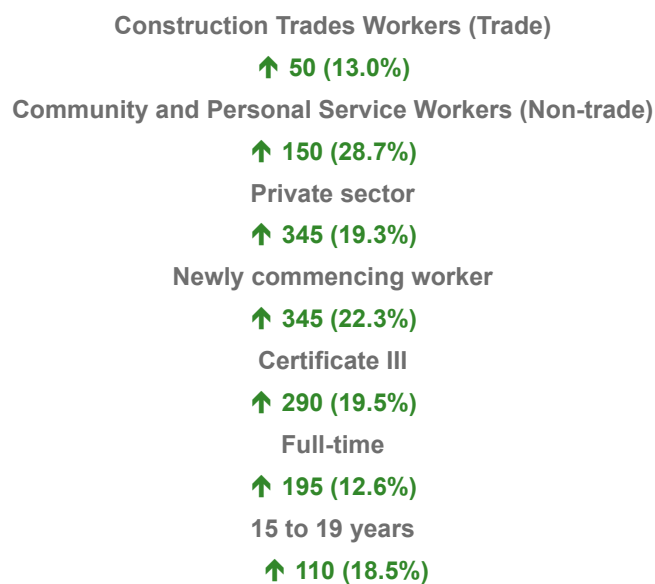 Construction Trades Workers (Trade)
↑ 50 (13.0%)
Community and Personal Service Workers (Non-trade)
↑ 150 (28.7%)
Private sector
↑ 345 (19.3%)
Newly commencing worker
↑ 345 (22.3%)
Certificate III
↑ 290 (19.5%)
Full-time
↑ 195 (12.6%)
15 to 19 years
↑ 110 (18.5%)